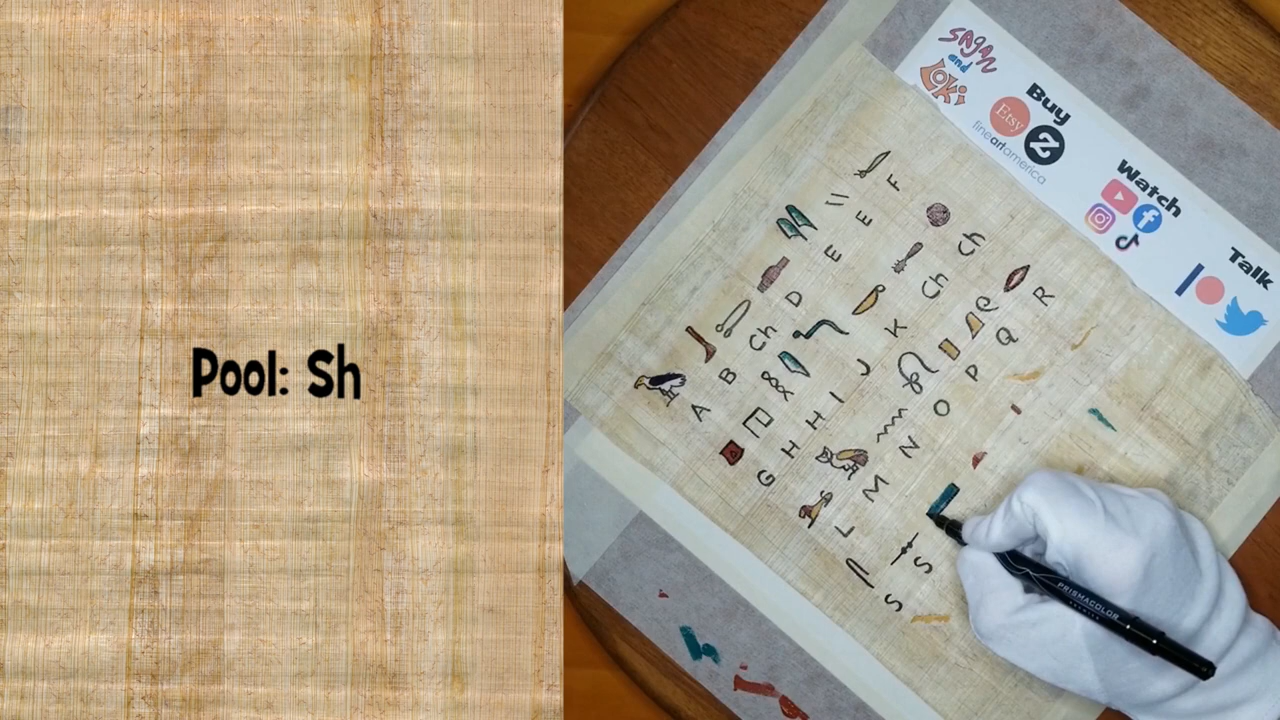 Pool: Sh
sagan
and
Loki
Buy
Etsy
Z
fineartamerica
Watch
Talk
A B Ch D E E F
G H H I J K Ch Ch
L M N O P Q R
S S
PRISMACOLOR